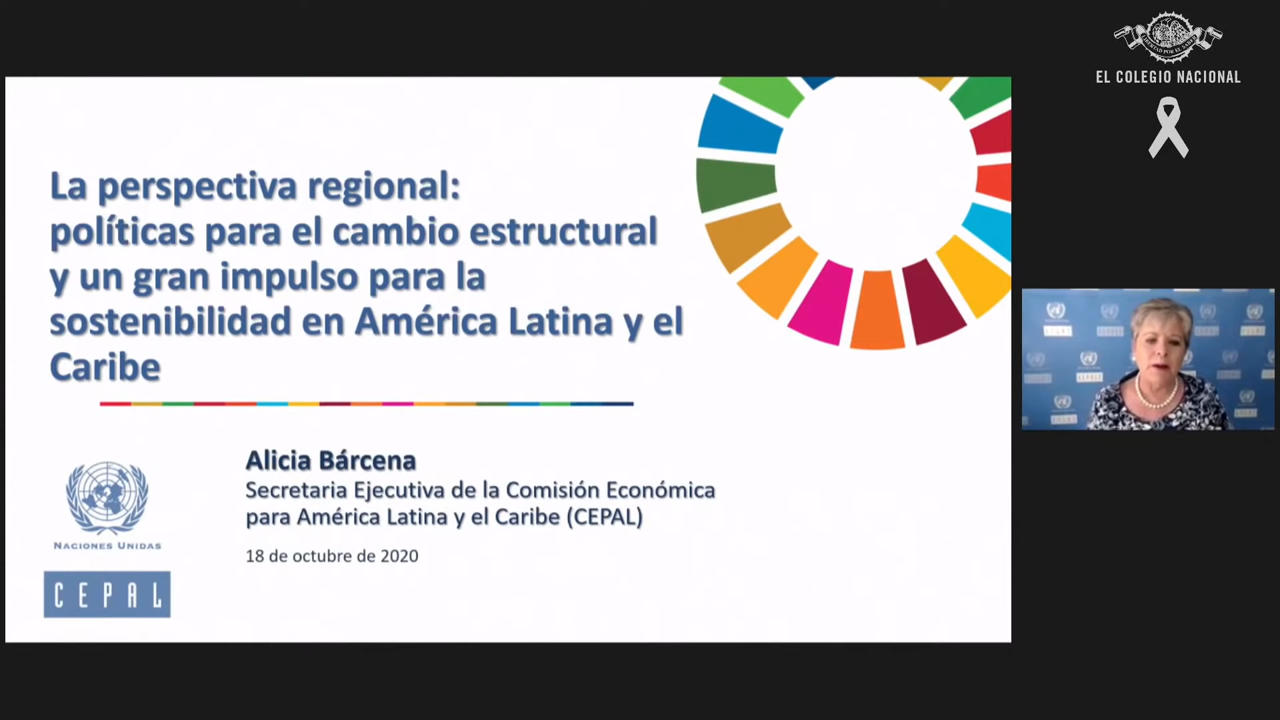 La perspectiva regional:
políticas para el cambio estructural
y un gran impulso para la
sostenibilidad en América Latina y el
Caribe
Alicia Bárcena
Secretaria Ejecutiva de la Comisión Económica
para América Latina y el Caribe (CEPAL)
18 de octubre de 2020
NACIONES UNIDAS
CEPAL
EL COLEGIO NACIONAL